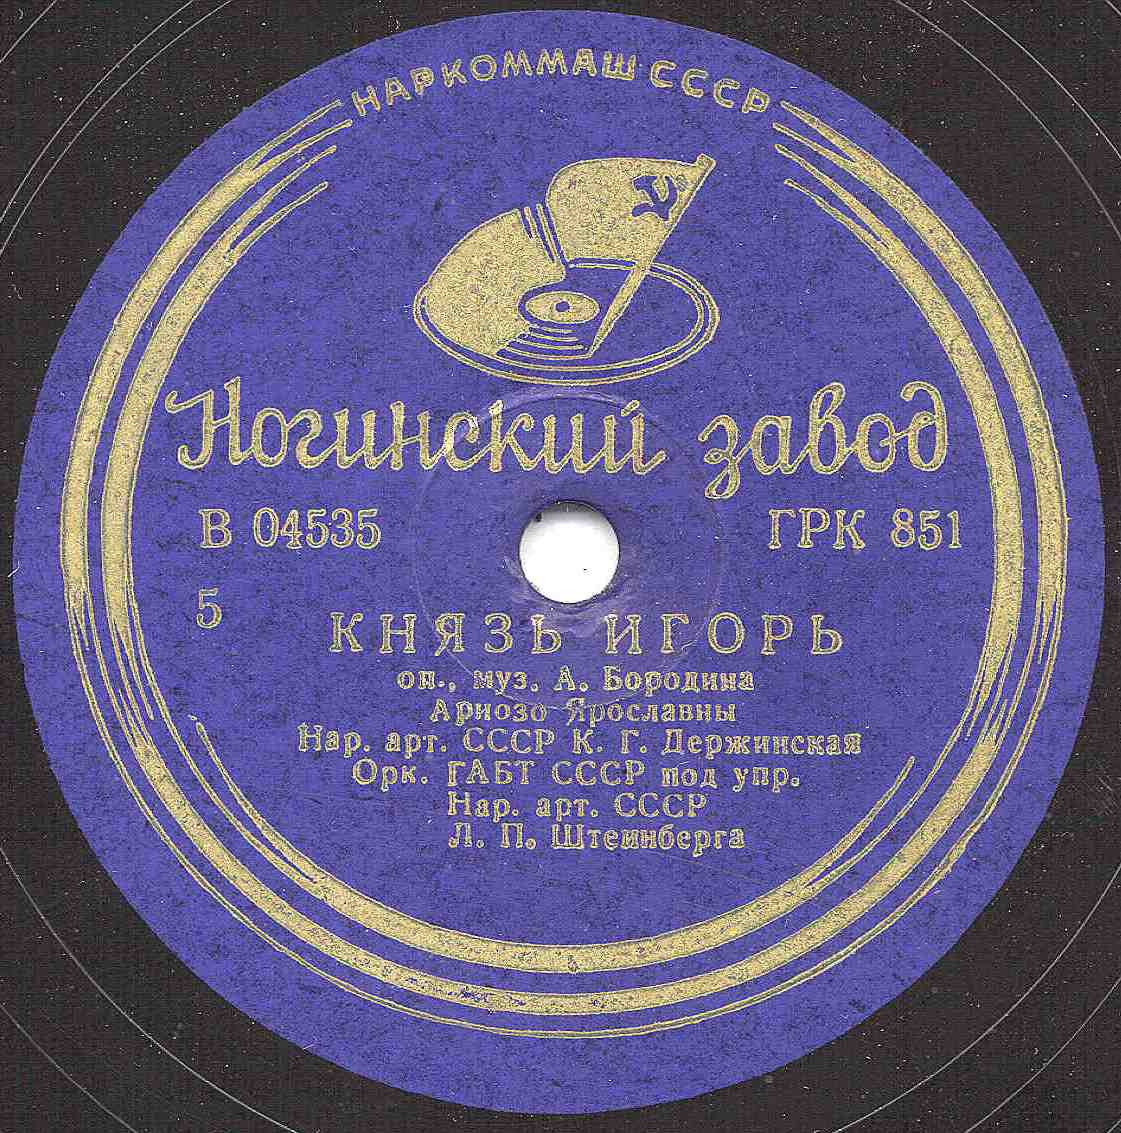 НАРКОММАШ СССР
Ногинский завод
В 04535 ГРК 851
5
КНЯЗЬ ИГОРЬ
оп., муз. А. Бородина
Ариозо Ярославны
Нар. арт. СССР К. Г. Держинская
Орк. ГАБТ СССР под упр.
Нар. арт. СССР
Л. П. Штейнберга